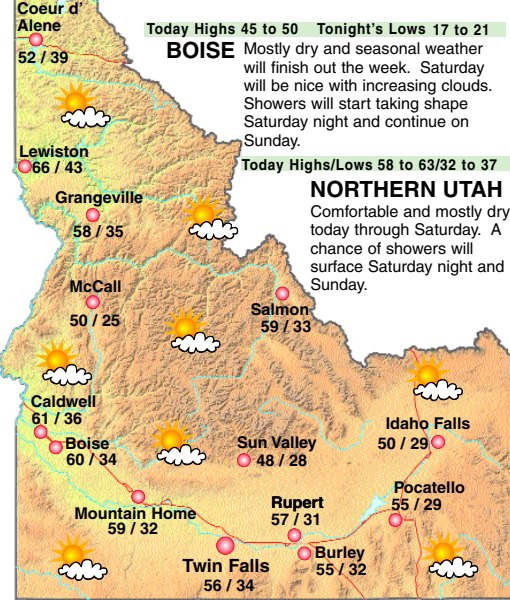 Coeur d'
Alene
52 / 39
Today Highs 45 to 50 Tonight's Lows 17 to 21
BOISE Mostly dry and seasonal weather
will finish out the week. Saturday
will be nice with increasing clouds.
Showers will start taking shape
Saturday night and continue on
Sunday.
Today Highs/Lows 58 to 63/32 to 37
NORTHERN UTAH
Comfortable and mostly dry
today through Saturday. A
chance of showers will
surface Saturday night and
Sunday.
Lewiston
66 / 43
Grangeville
58 / 35
McCall
50 / 25
Salmon
59 / 33
Caldwell
61 / 36
Boise
60 / 34
Sun Valley
48 / 28
Idaho Falls
50 / 29
Mountain Home
59 / 32
Rupert
57 / 31
Pocatello
55 / 29
Twin Falls
56 / 34
Burley
55 / 32